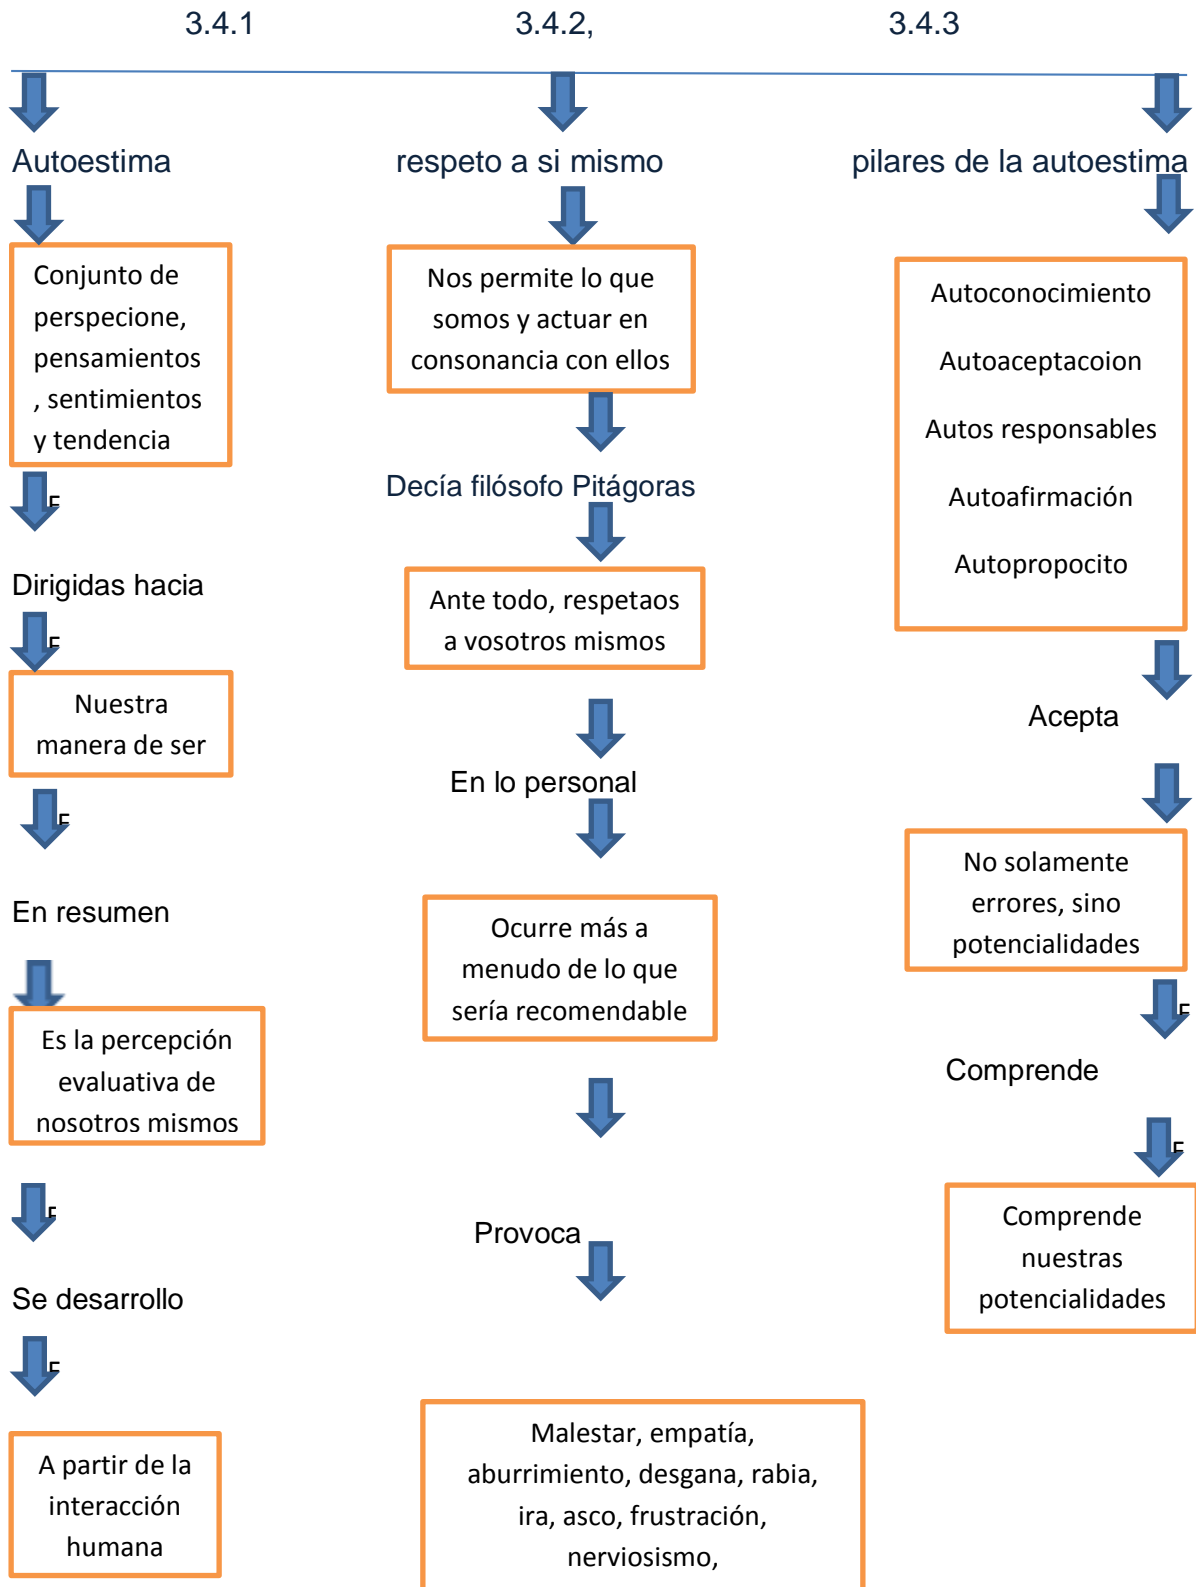 3.4.1 3.4.2, 3.4.3
Autoestima
Conjunto de
perspecione,
pensamientos
, sentimientos
y tendencia
Dirigidas hacia
Nuestra
manera de ser
En resumen
Es la percepción
evaluativa de
nosotros mismos
Se desarrollo
A partir de la
interacción
humana
respeto a si mismo
Nos permite lo que
somos y actuar en
consonancia con ellos
Decía filósofo Pitágoras
Ante todo, respetaos
a vosotros mismos
En lo personal
Ocurre más a
menudo de lo que
sería recomendable
Provoca
Malestar, empatía,
aburrimiento, desgana, rabia,
ira, asco, frustración,
nerviosismo,
pilares de la autoestima
Autoconocimiento
Autoaceptacoion
Autos responsables
Autoafirmación
Autopropocito
Acepta
No solamente
errores, sino
potencialidades
Comprende
Comprende
nuestras
potencialidades